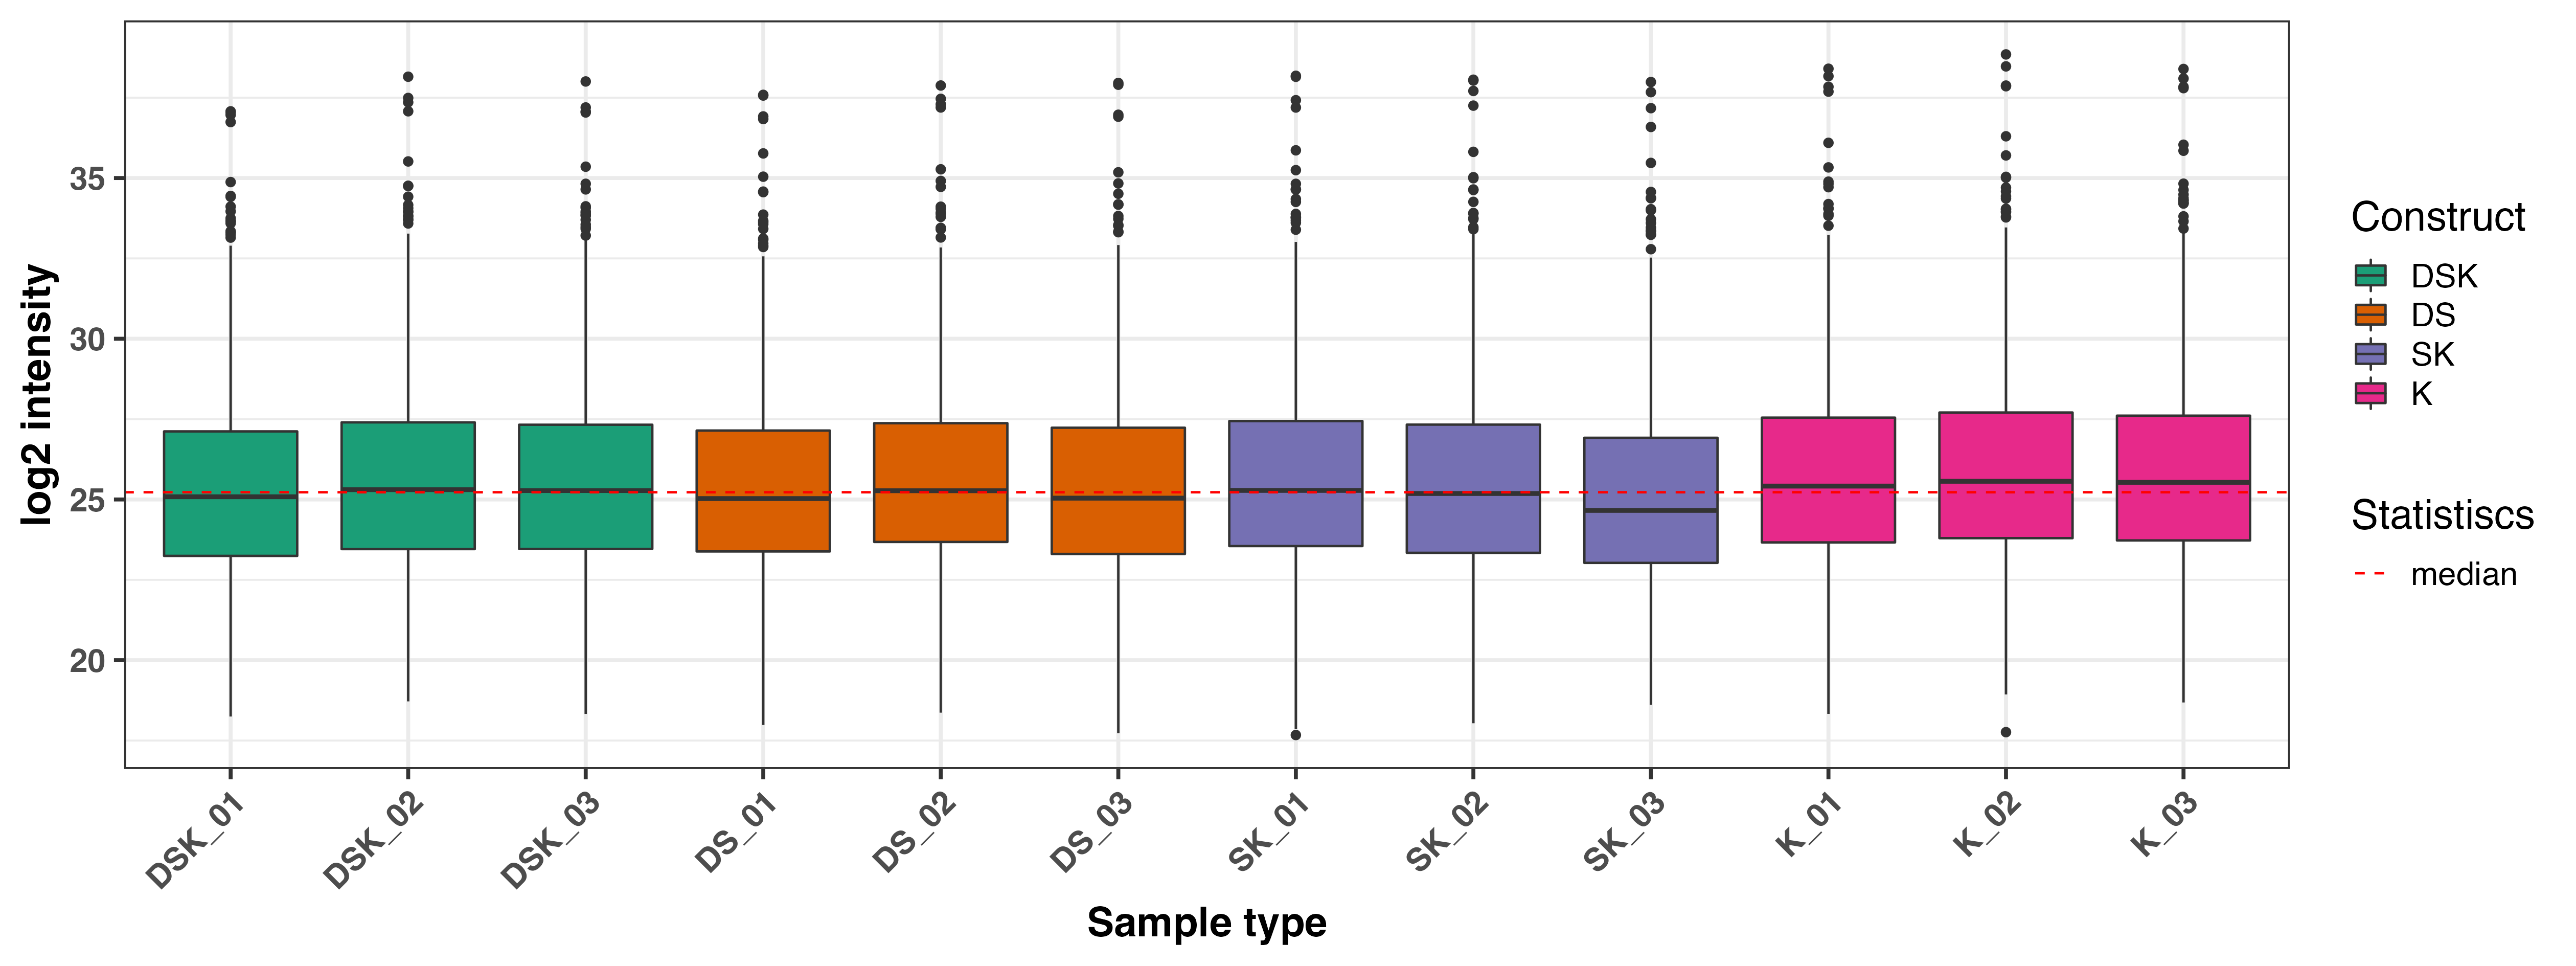 log2 intensity
35
30
25
20
DSK_01
DSK_02
DSK_03
DS_01
DS_02
DS_03
SK_01
SK_02
SK_03
K_01
K_02
K_03
Sample type
Construct
DSK
DS
SK
K
Statistiscs
median